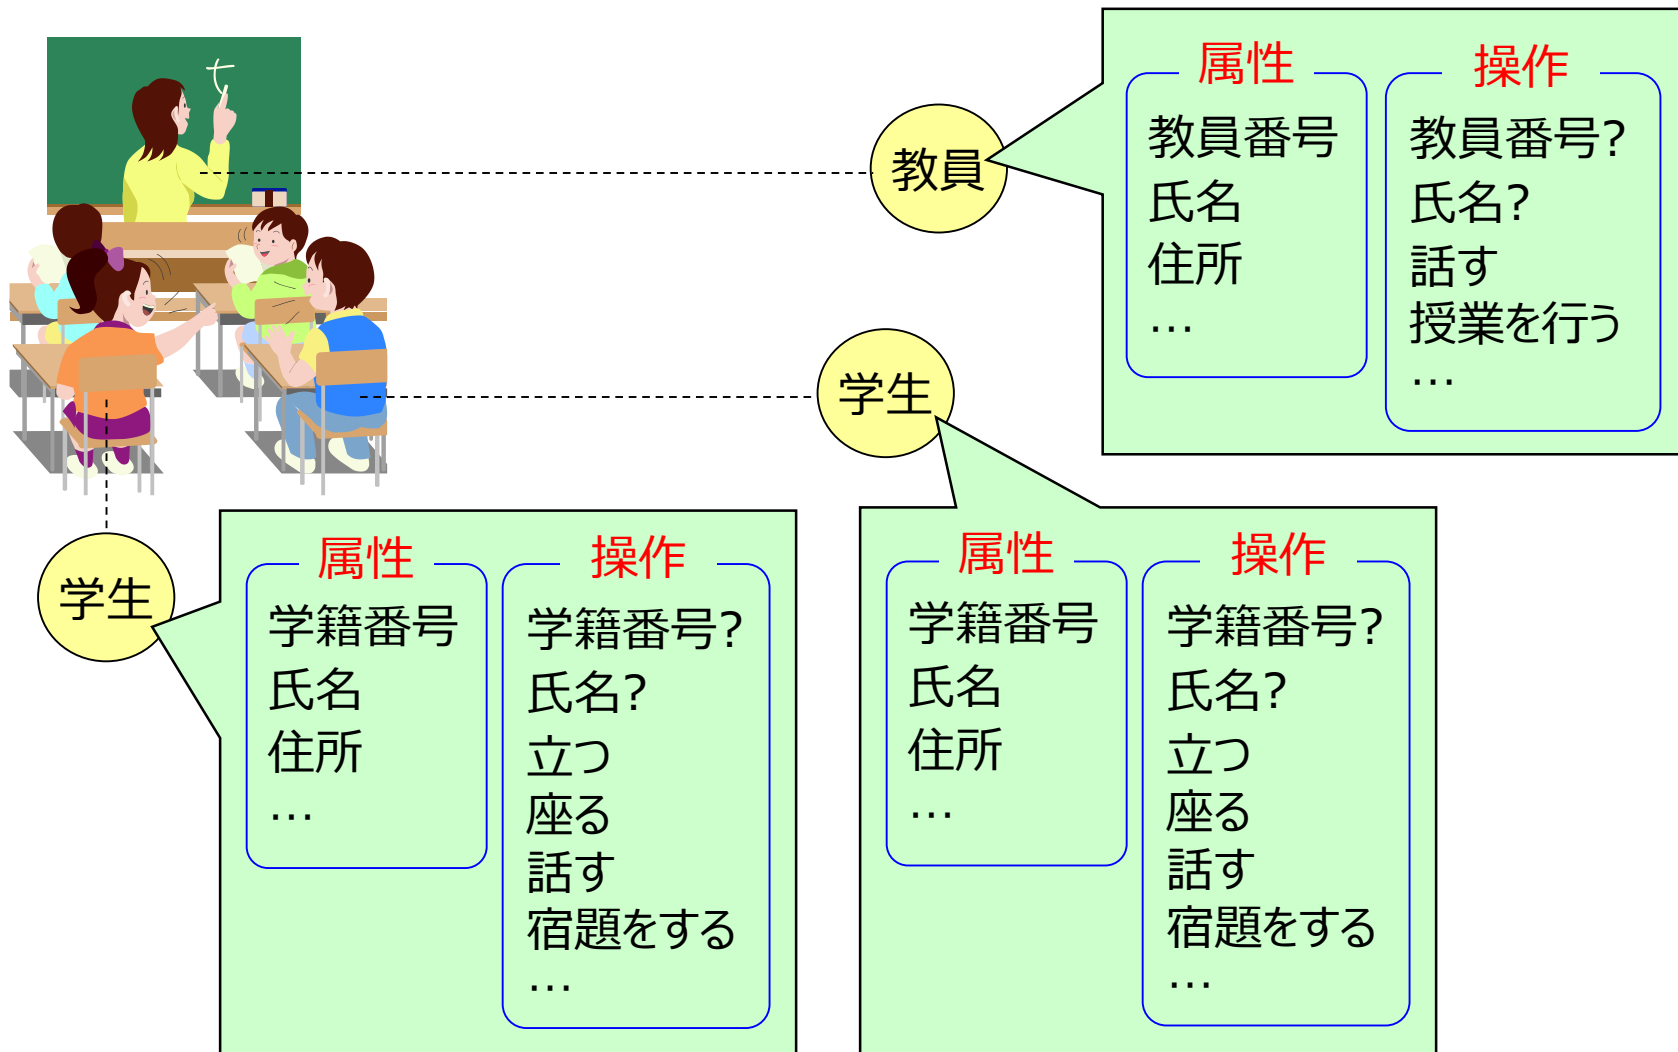 教員
属性
教員番号
氏名
住所
…
操作
教員番号?
氏名?
話す
授業を行う
…
学生
学生
属性
学籍番号
氏名
住所
…
操作
学籍番号?
氏名?
立つ
座る
話す
宿題をする
…
属性
学籍番号
氏名
住所
…
操作
学籍番号?
氏名?
立つ
座る
話す
宿題をする
…